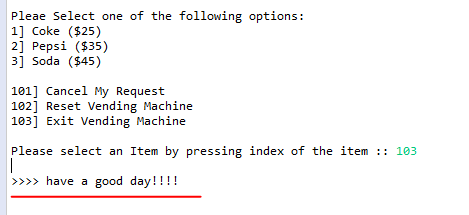 Pleae Select one of the following options:
1] Coke ($25)
2] Pepsi ($35)
3] Soda ($45)
101] Cancel My Request
102] Reset Vending Machine
103] Exit Vending Machine
Please select an Item by pressing index of the item :: 103
>>>> have a good day!!!!